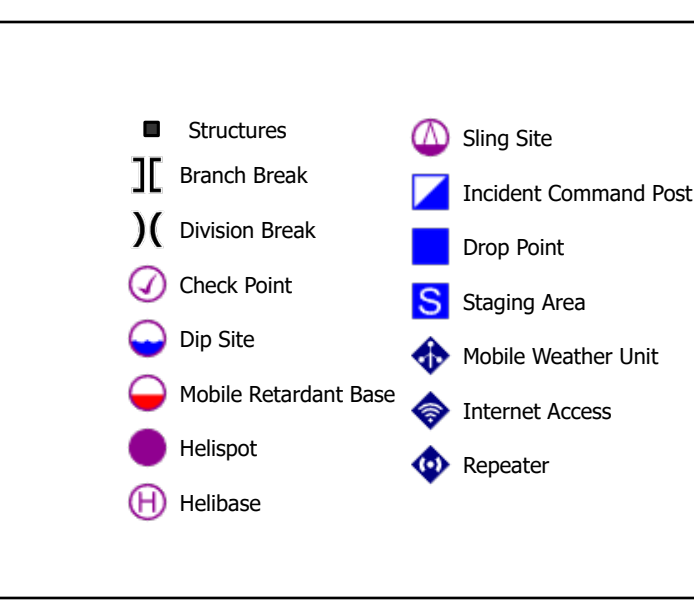 Structures
Branch Break
Division Break
Check Point
Dip Site
Mobile Retardant Base
Helispot
H
Helibase
Sling Site
Incident Command Post
Drop Point
S
Staging Area
Mobile Weather Unit
Internet Access
Repeater